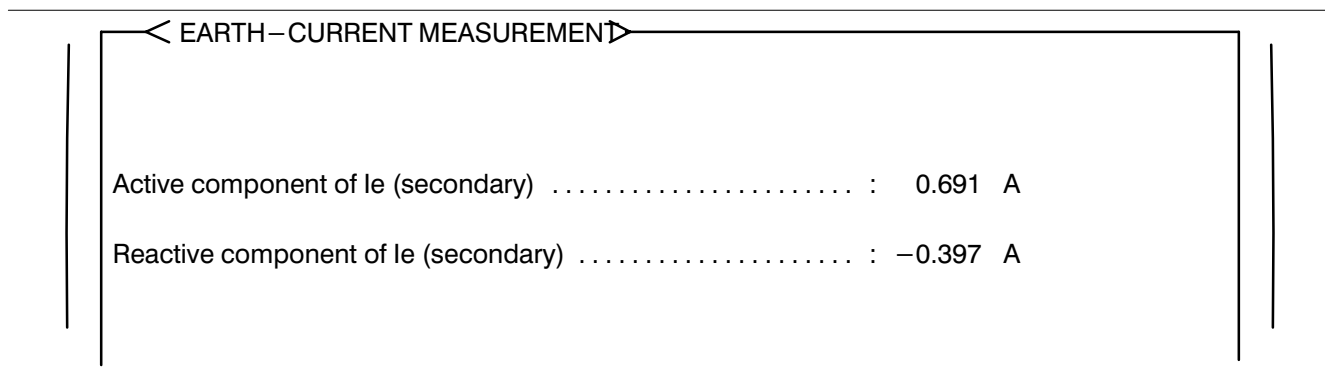 EARTH−CURRENT MEASUREMENT
Active component of Ie (secondary) . . . . . . . . . . . . . . . . . . . . . . . : 0.691 A
Reactive component of Ie (secondary) . . . . . . . . . . . . . . . . . . . . . : −0.397 A